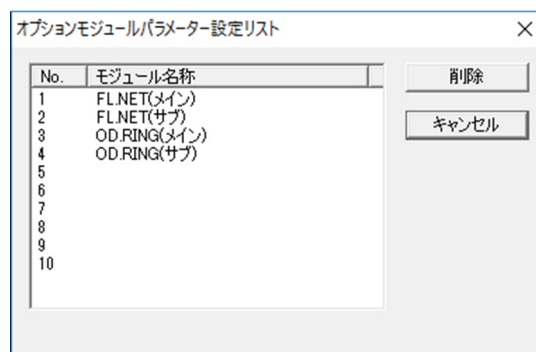 オプションモジュールパラメーター設定リスト
No. モジュール名称
1 FL.NET(メイン)
2 FL.NET(サブ)
3 OD.RING(メイン)
4 OD.RING(サブ)
5
6
7
8
9
10
削除
キャンセル